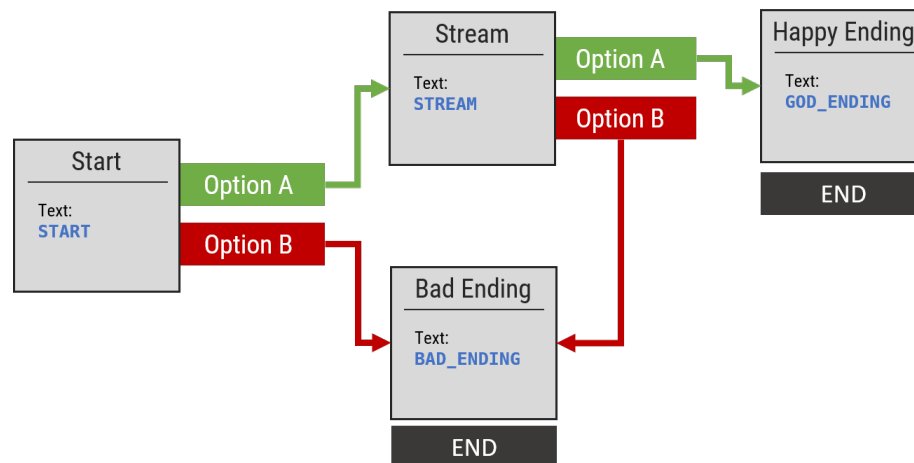 Start
Text:
START
Option A
Option B
Stream
Text:
STREAM
Option A
Option B
Bad Ending
Text:
BAD_ENDING
END
Happy Ending
Text:
GOD_ENDING
END